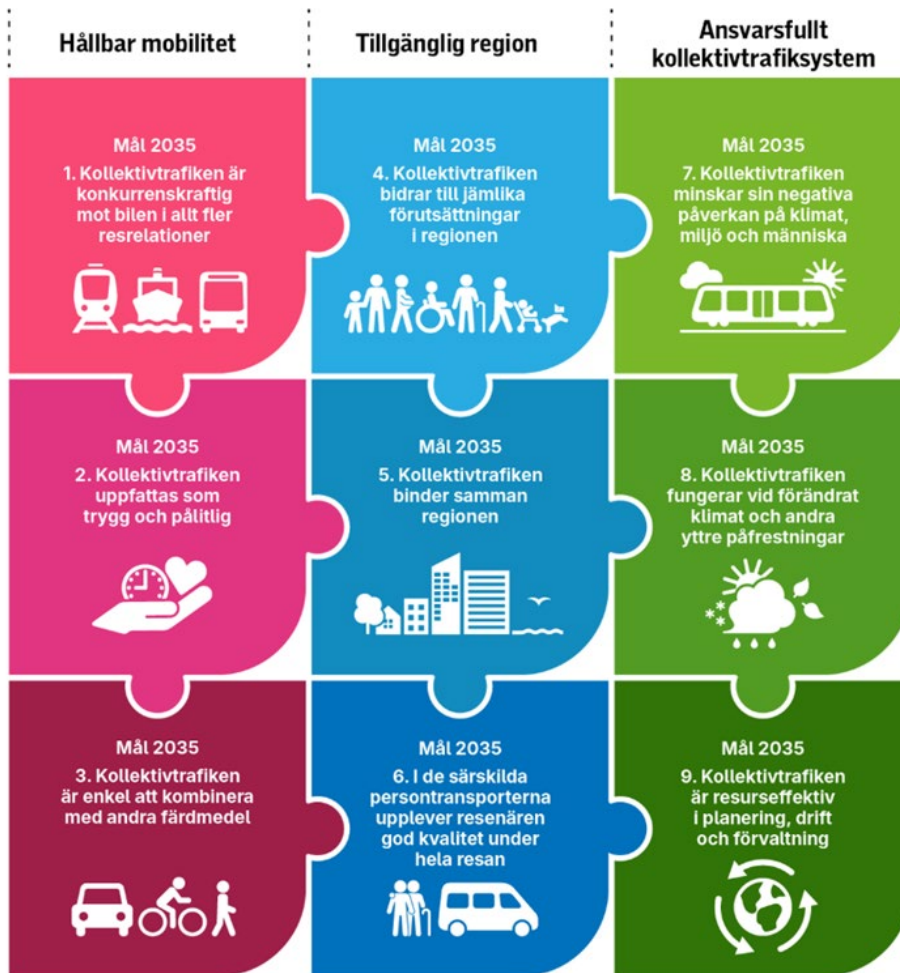 Hållbar mobilitet
Tillgänglig region
Ansvarsfullt
kollektivtrafiksystem
Mål 2035
1. Kollektivtrafiken är
konkurrenskraftig
mot bilen i allt fler
resrelationer
Mål 2035
4. Kollektivtrafiken
bidrar till jämlika
förutsättningar
i regionen
Mål 2035
7. Kollektivtrafiken
minskar sin negativa
påverkan på klimat,
miljö och människa
Mål 2035
2. Kollektivtrafiken
uppfattas som
trygg och pålitlig
Mål 2035
5. Kollektivtrafiken
binder samman
regionen
Mål 2035
8. Kollektivtrafiken
fungerar vid förändrat
klimat och andra
yttre påfrestningar
Mål 2035
3. Kollektivtrafiken
är enkel att kombinera
med andra färdmedel
Mål 2035
6. I de särskilda
persontransporterna
upplever resenären
god kvalitet under
hela resan
Mål 2035
9. Kollektivtrafiken
är resurseffektiv
i planering, drift
och förvaltning